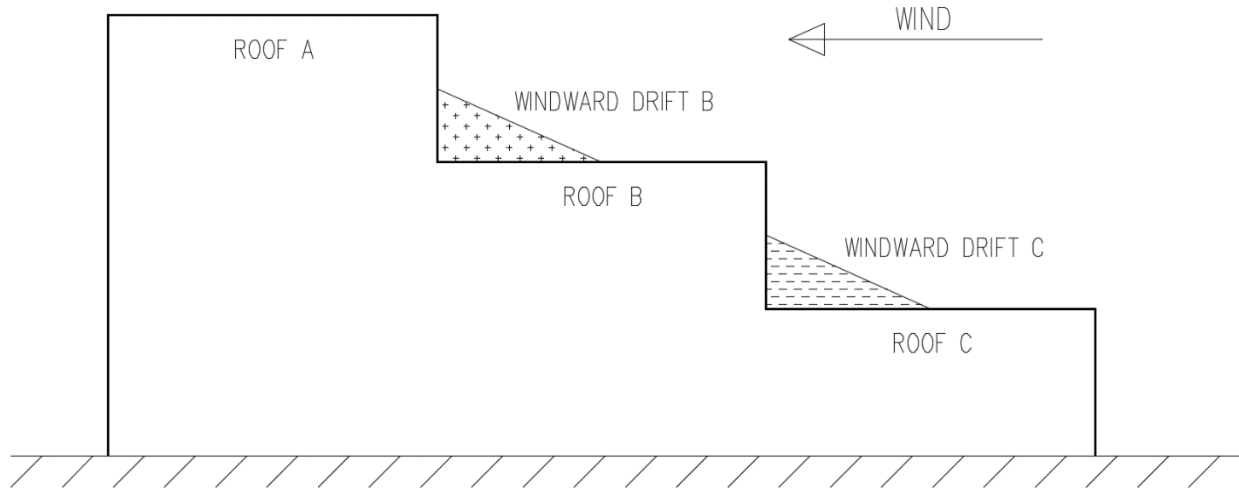 WIND
ROOF A
WINDWARD DRIFT B
ROOF B
WINDWARD DRIFT C
ROOF C